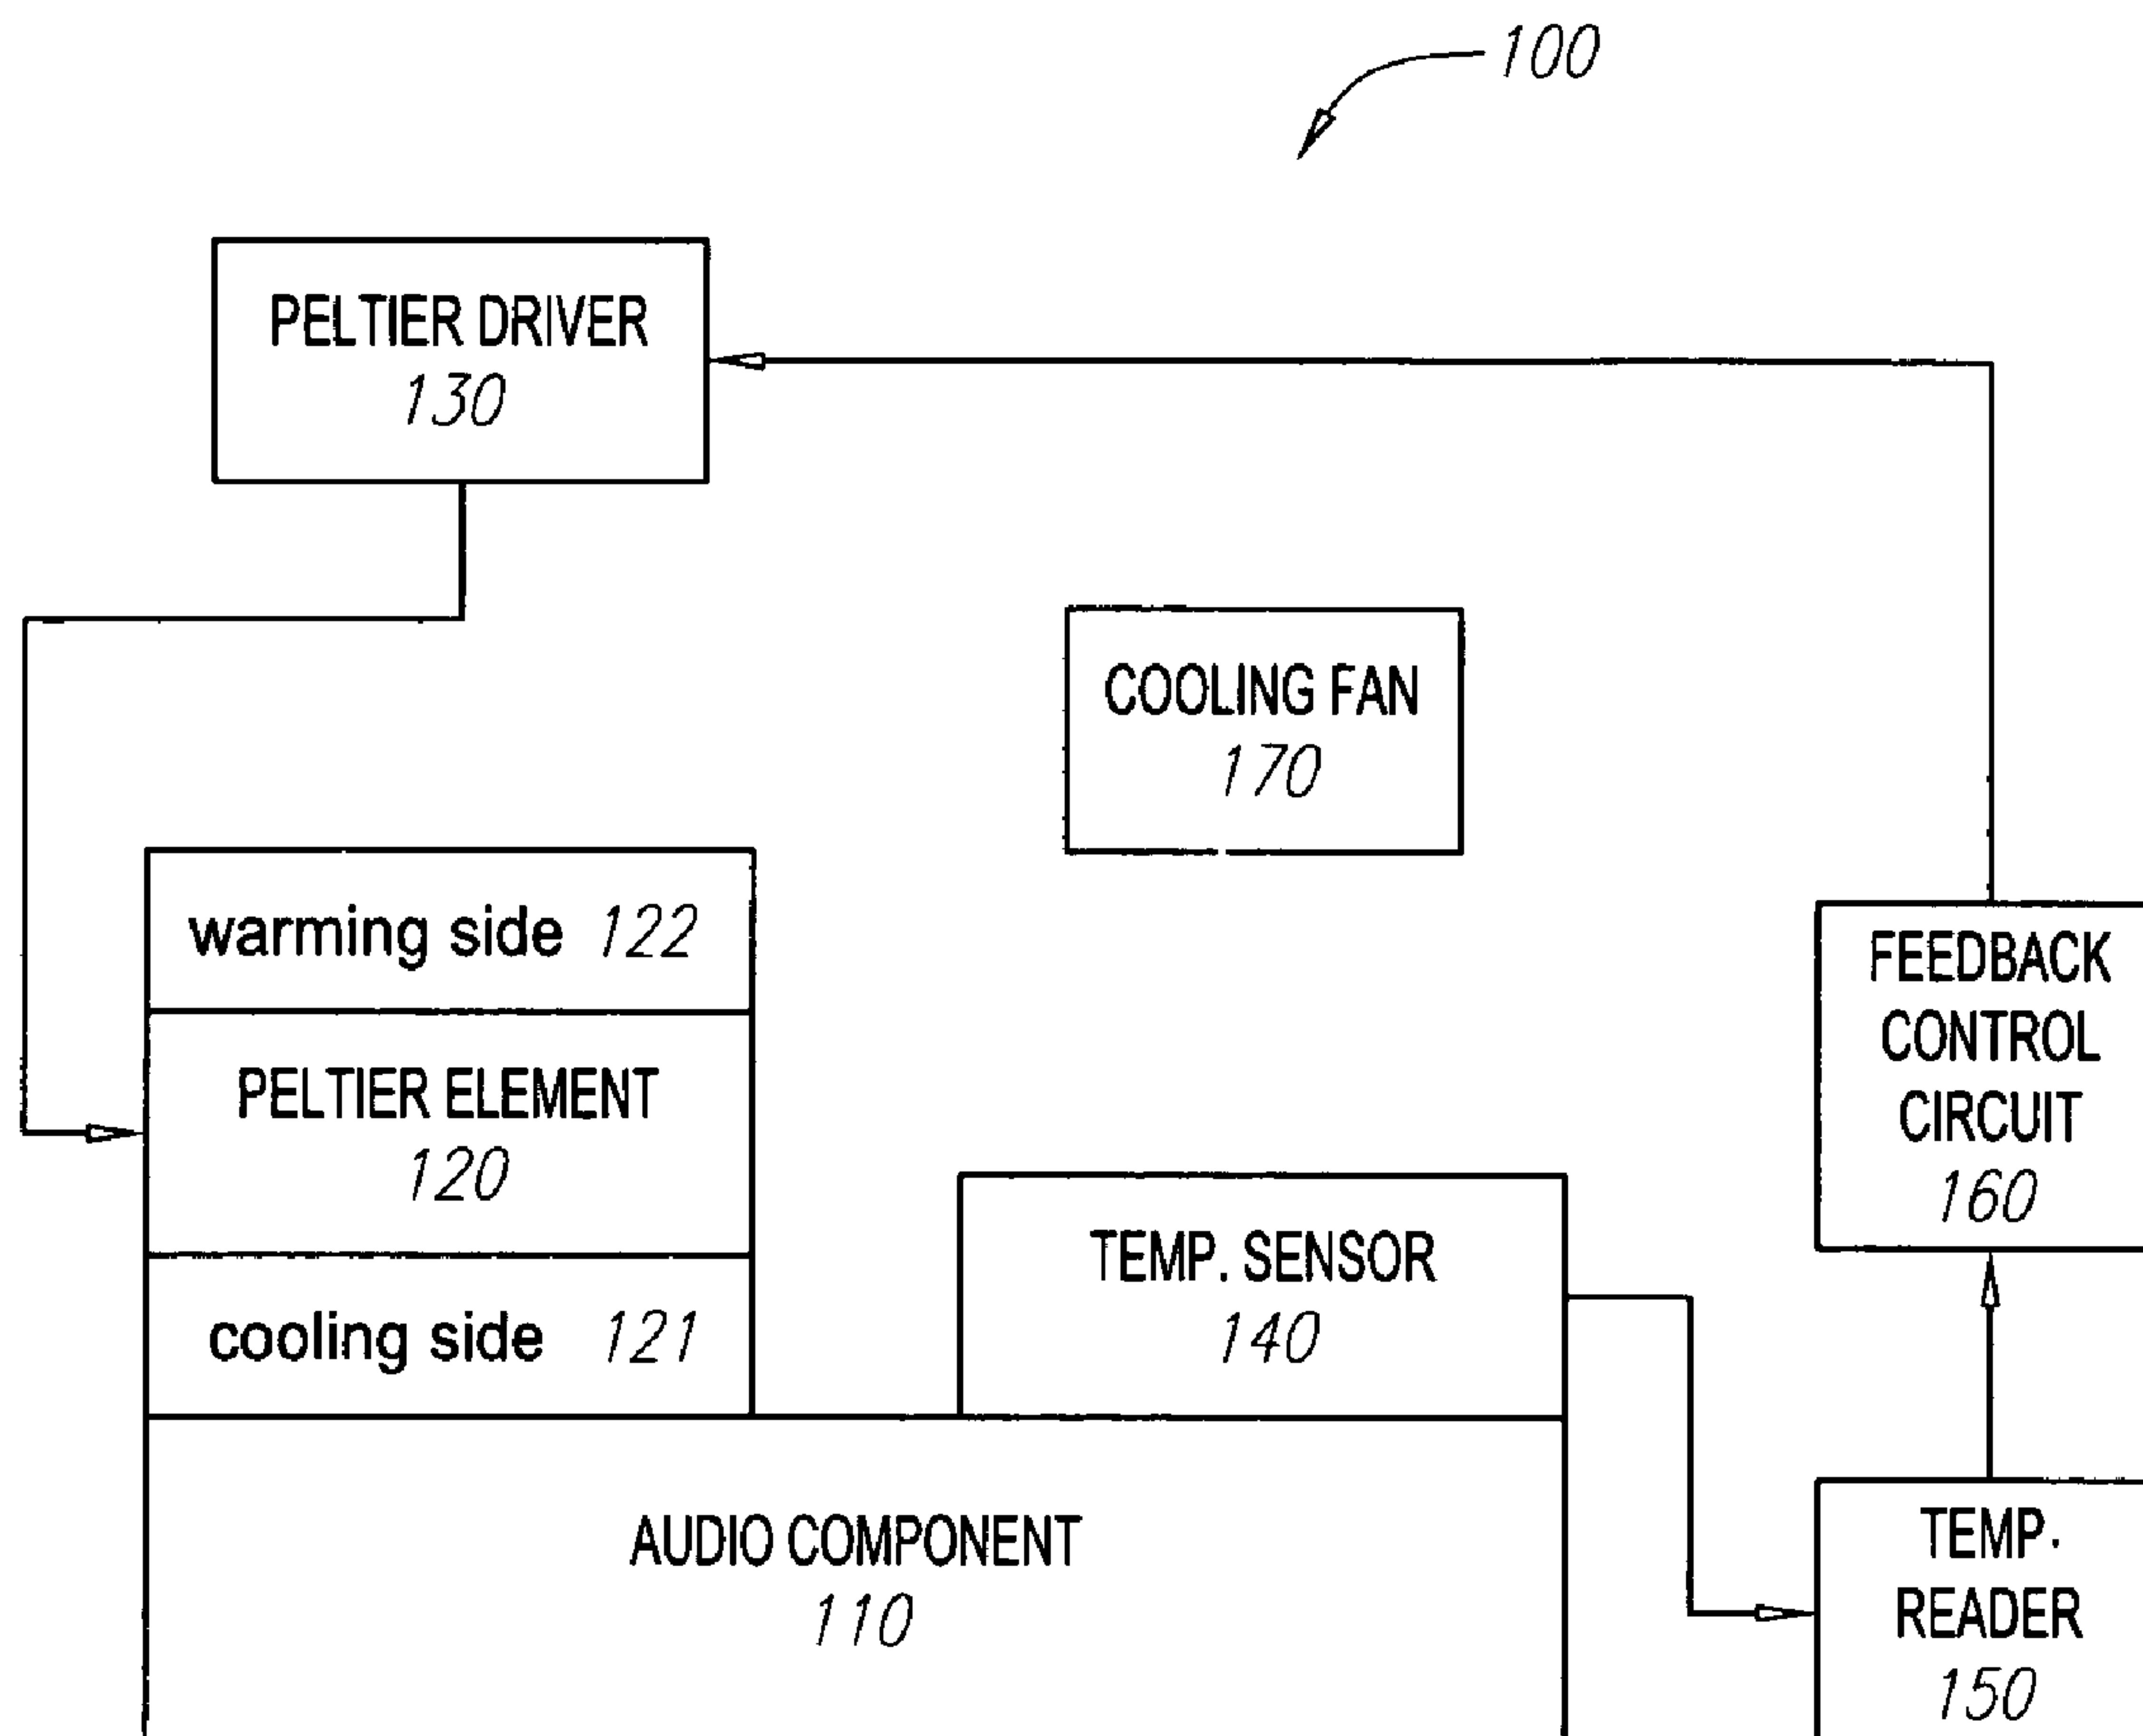 100
PELTIER DRIVER
130
COOLING FAN
170
warming side 122
PELTIER ELEMENT
120
cooling side 121
FEEDBACK
CONTROL
CIRCUIT
160
TEMP. SENSOR
140
AUDIO COMPONENT
110
TEMP.
READER
150